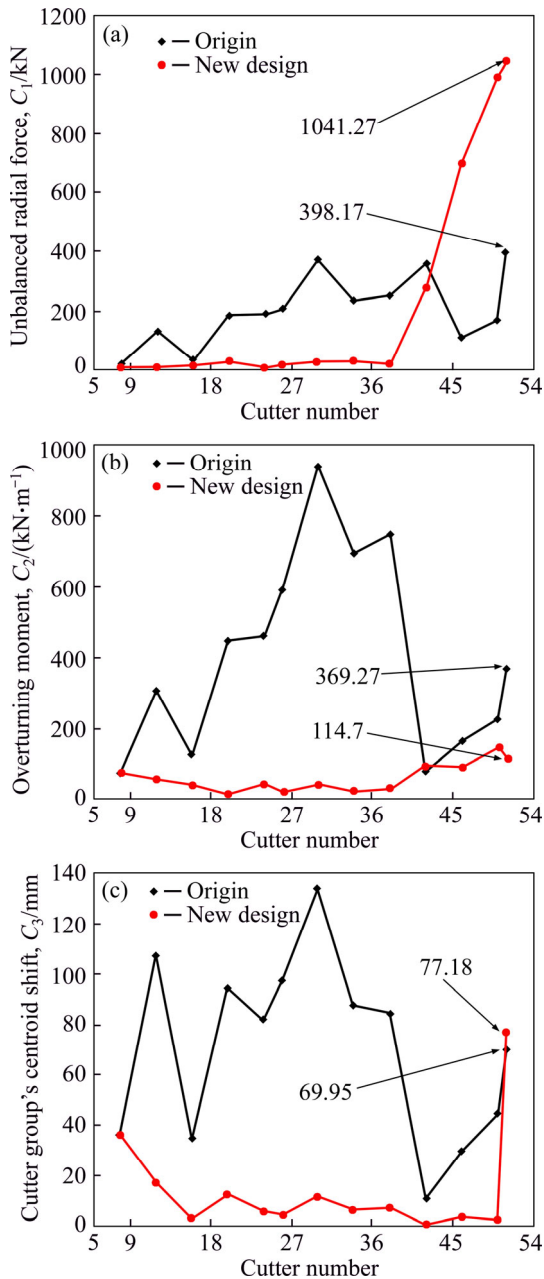 (a)
Origin
New design
Unbalanced radial force, C₁/kN
1200
1000
800
600
400
200
0
1041.27
398.17
5 9 18 27 36 45 54
Cutter number
(b)
Origin
New design
Overturning moment, C₂/(kN·m⁻¹)
1000
800
600
400
200
0
369.27
114.7
5 9 18 27 36 45 54
Cutter number
(c)
Origin
New design
Cutter group's centroid shift, C₃/mm
140
120
100
80
60
40
20
0
77.18
69.95
5 9 18 27 36 45 54
Cutter number